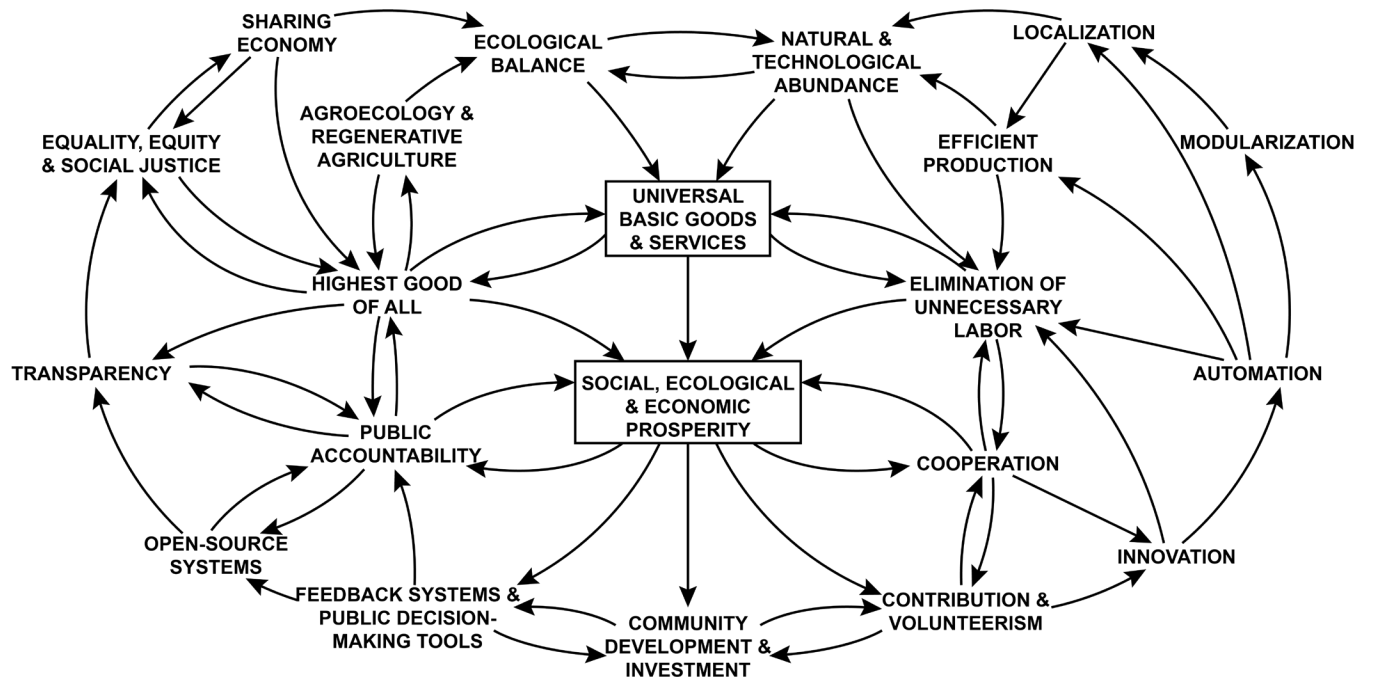 SHARING
ECONOMY
ECOLOGICAL
BALANCE
NATURAL &
TECHNOLOGICAL
ABUNDANCE
LOCALIZATION
AGROECOLOGY &
REGENERATIVE
AGRICULTURE
EQUALITY, EQUITY
& SOCIAL JUSTICE
EFFICIENT
PRODUCTION
MODULARIZATION
UNIVERSAL
BASIC GOODS
& SERVICES
HIGHEST GOOD
OF ALL
ELIMINATION OF
UNNECESSARY
LABOR
TRANSPARENCY
SOCIAL, ECOLOGICAL
& ECONOMIC
PROSPERITY
AUTOMATION
PUBLIC
ACCOUNTABILITY
COOPERATION
OPEN-SOURCE
SYSTEMS
INNOVATION
FEEDBACK SYSTEMS &
PUBLIC DECISION-
MAKING TOOLS
COMMUNITY
DEVELOPMENT &
INVESTMENT
CONTRIBUTION &
VOLUNTEERISM